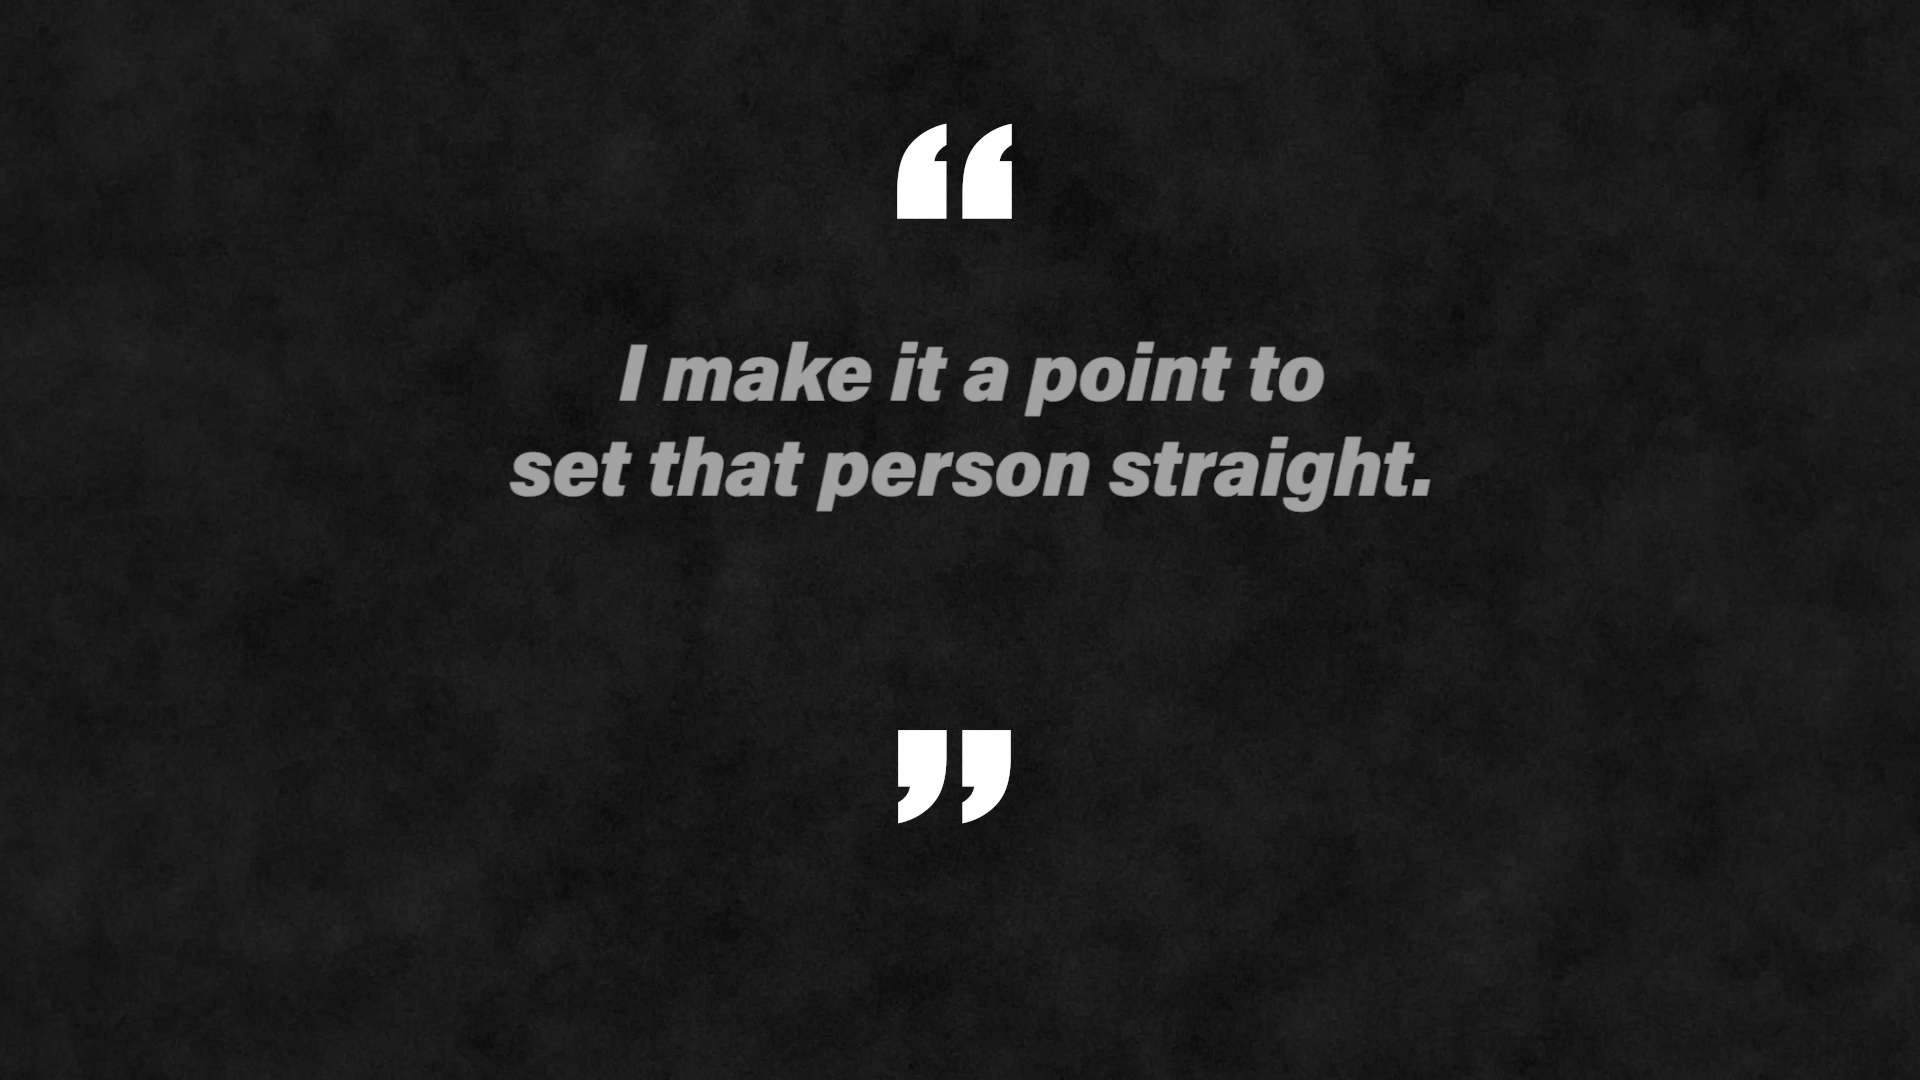 “
I make it a point to
set that person straight.
”